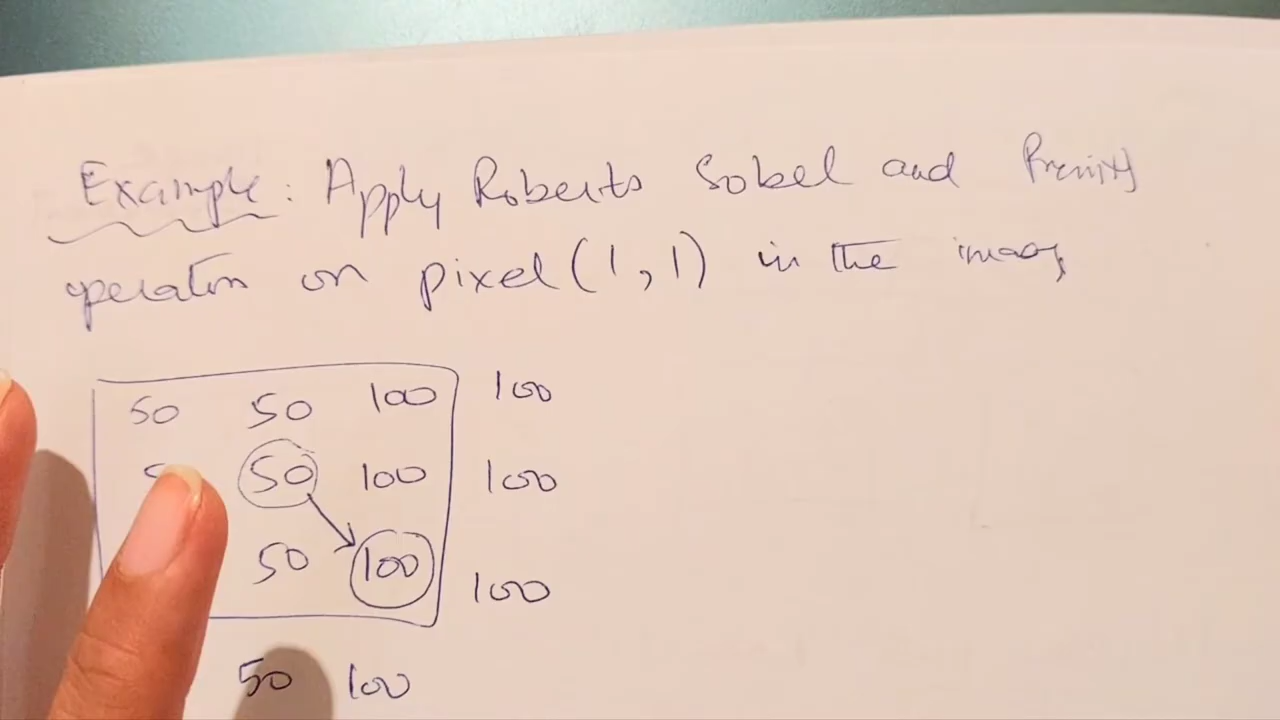 Example: Apply Roberts Sobel and
operation on pixel (1,1) in the image
50 50 100 100
50 100 100
50 100 100
50 100